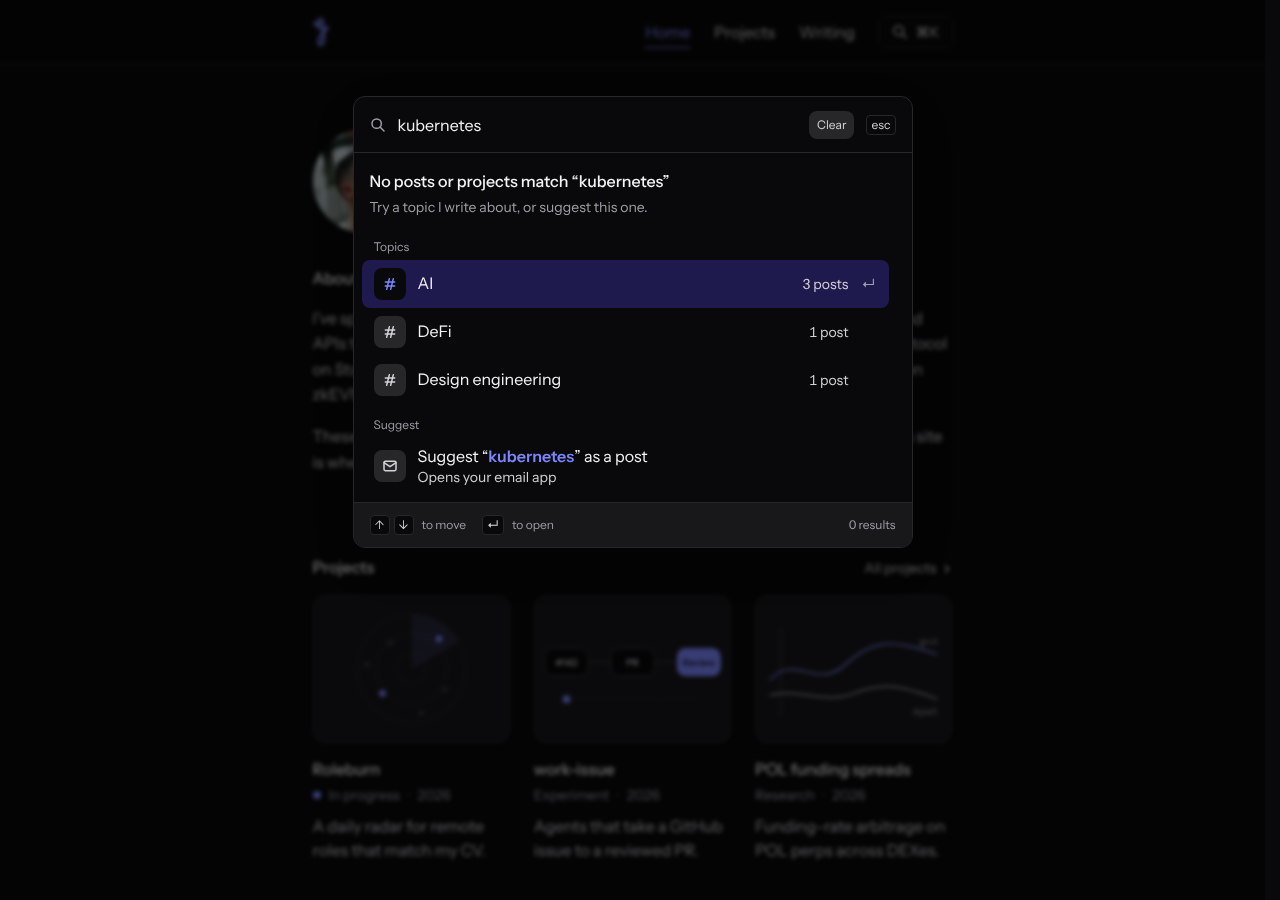 Home Projects Writing ⌘K
kubernetes Clear esc
No posts or projects match “kubernetes”
Try a topic I write about, or suggest this one.
Topics
# AI 3 posts
# DeFi 1 post
# Design engineering 1 post
Suggest
Suggest “kubernetes” as a post
Opens your email app
↑ ↓ to move ↵ to open 0 results
Projects All projects
PR Review
Roleburn work-issue POL funding spreads
In progress · 2026 Experiment · 2026 Research · 2026
A daily radar for remote Agents that take a GitHub Funding-rate arbitrage on
roles that match my CV. issue to a reviewed PR. POL perps across DEXes.